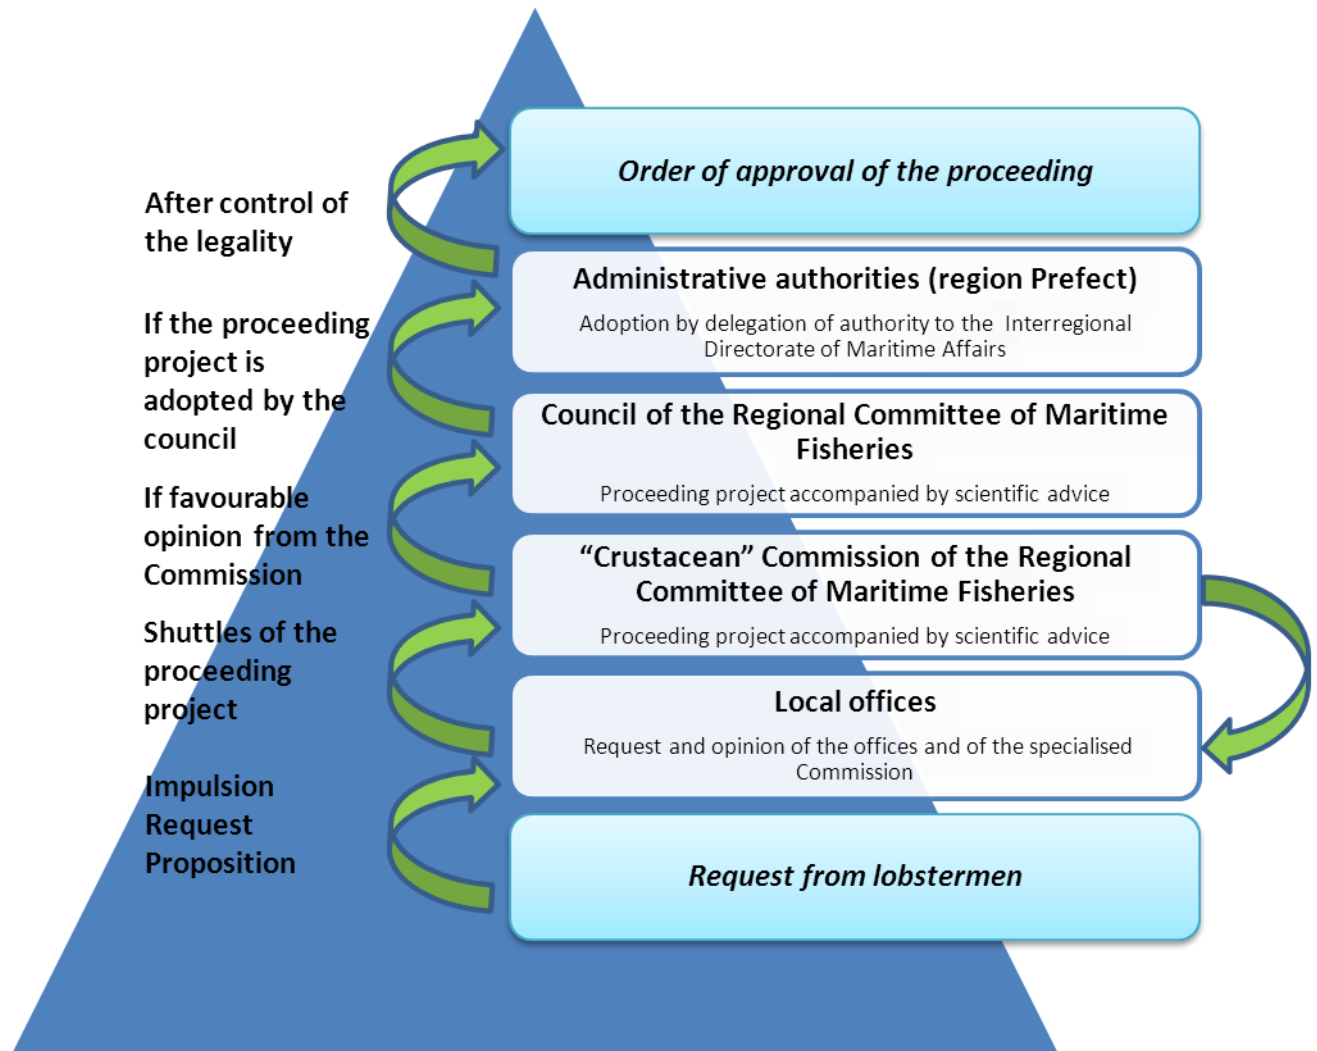 Order of approval of the proceeding
After control of
the legality
Administrative authorities (region Prefect)
Adoption by delegation of authority to the Interregional
Directorate of Maritime Affairs
If the proceeding
project is
adopted by the
council
Council of the Regional Committee of Maritime
Fisheries
Proceeding project accompanied by scientific advice
If favourable
opinion from the
Commission
“Crustacean” Commission of the Regional
Committee of Maritime Fisheries
Proceeding project accompanied by scientific advice
Shuttles of the
proceeding
project
Local offices
Request and opinion of the offices and of the specialised
Commission
Impulsion
Request
Proposition
Request from lobstermen